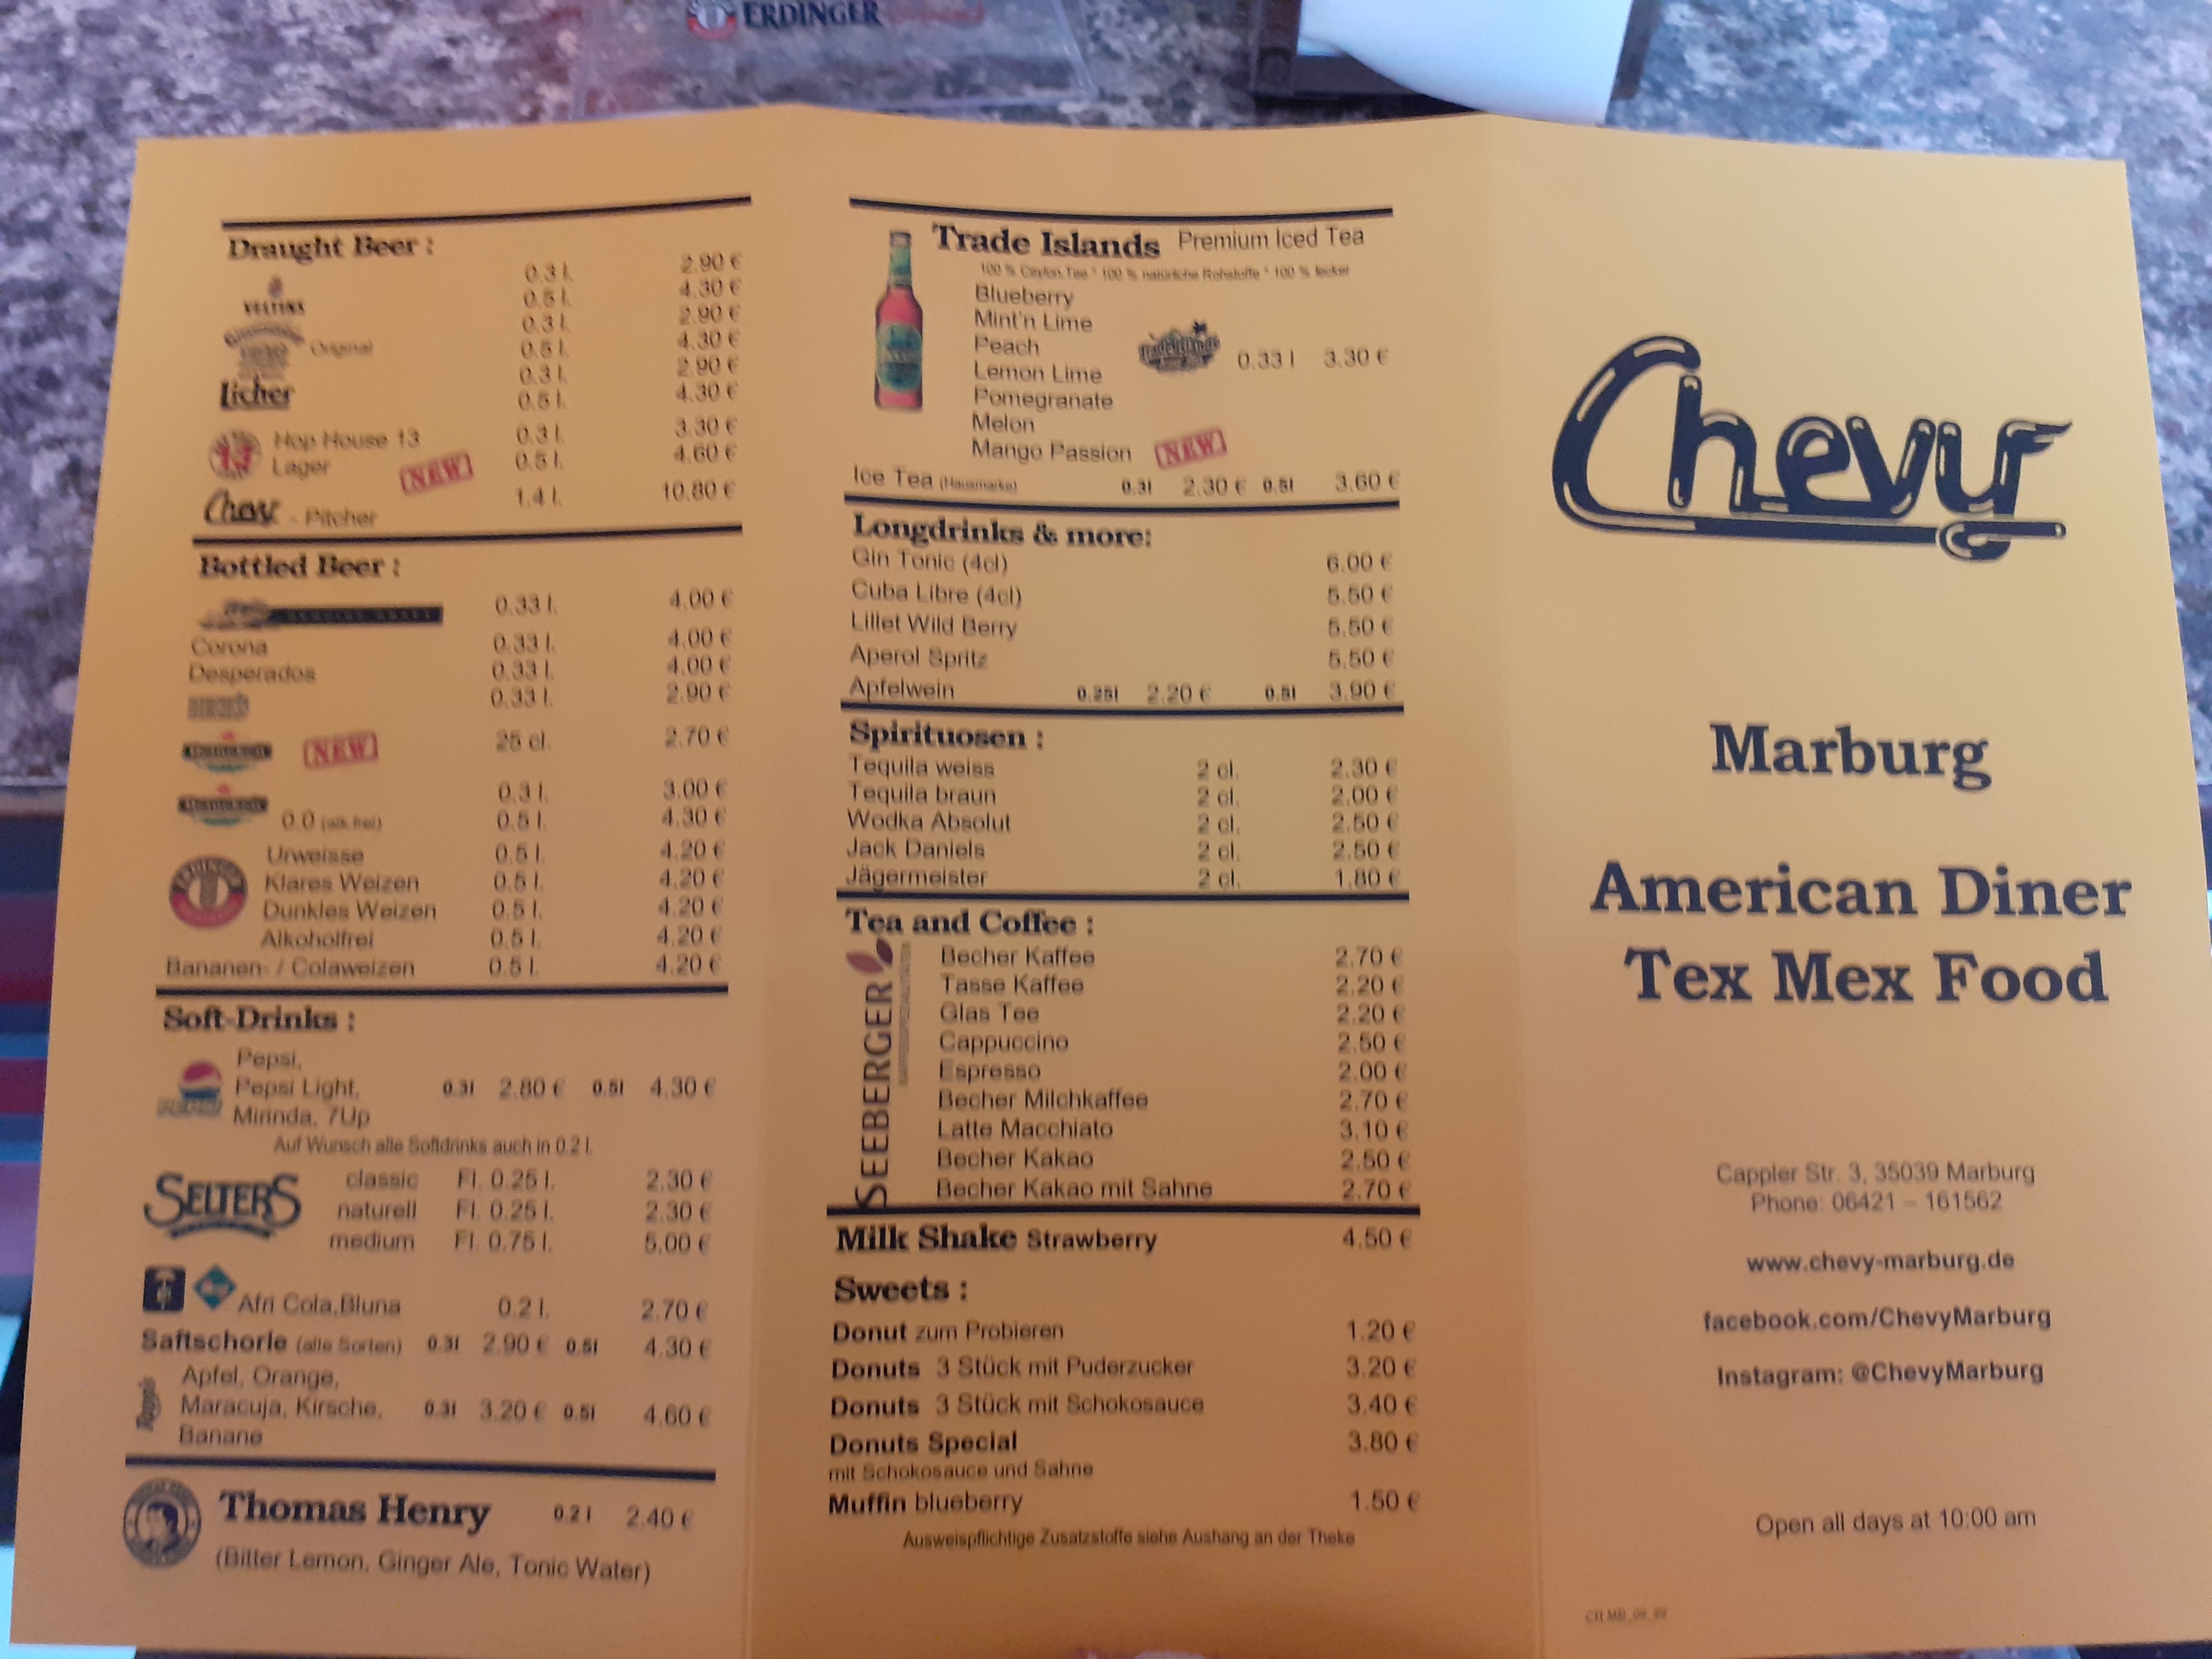 ERDINGER
Draught Beer :
VELTINS
0.3 l. 2.90 €
0.5 l. 4.30 €
Original
0.3 l. 2.90 €
0.5 l. 4.30 €
Licher
0.3 l. 2.90 €
0.5 l. 4.30 €
Hop House 13 0.3 l. 3.30 €
Lager NEW 0.5 l. 4.60 €
Chevy - Pitcher 1.4 l. 10.80 €
Bottled Beer :
0.33 l. 4.00 €
Corona 0.33 l. 4.00 €
Desperados 0.33 l. 4.00 €
0.33 l. 2.90 €
NEW 25 cl. 2.70 €
0.3 l. 3.00 €
0.0 (alk.frei) 0.5 l. 4.30 €
ERDINGER
Urweisse 0.5 l. 4.20 €
Klares Weizen 0.5 l. 4.20 €
Dunkles Weizen 0.5 l. 4.20 €
Alkoholfrei 0.5 l. 4.20 €
Bananen- / Colaweizen 0.5 l. 4.20 €
Soft-Drinks :
PEPSI
Pepsi,
Pepsi Light, 0.3l 2.80 € 0.5l 4.30 €
Mirinda, 7Up
Auf Wunsch alle Softdrinks auch in 0.2 l.
SELTERS
classic Fl. 0.25 l. 2.30 €
naturell Fl. 0.25 l. 2.30 €
medium Fl. 0.75 l. 5.00 €
Afri Cola,Bluna 0.2 l. 2.70 €
Saftschorle (alle Sorten) 0.3l 2.90 € 0.5l 4.30 €
Rapp's
Apfel, Orange,
Maracuja, Kirsche, 0.3l 3.20 € 0.5l 4.60 €
Banane
Thomas Henry 0.2 l 2.40 €
(Bitter Lemon, Ginger Ale, Tonic Water)
Trade Islands Premium Iced Tea
100 % Ceylon Tee * 100 % natürliche Rohstoffe * 100 % lecker
Blueberry
Mint'n Lime
Peach
0.33 l 3.30 €
Lemon Lime
Pomegranate
Melon
Mango Passion NEW
Ice Tea (Hausmarke) 0.3l 2.30 € 0.5l 3.60 €
Longdrinks & more:
Gin Tonic (4cl) 6.00 €
Cuba Libre (4cl) 5.50 €
Lillet Wild Berry 5.50 €
Aperol Spritz 5.50 €
Apfelwein 0.25l 2.20 € 0.5l 3.90 €
Spirituosen :
Tequila weiss 2 cl. 2.30 €
Tequila braun 2 cl. 2.00 €
Wodka Absolut 2 cl. 2.50 €
Jack Daniels 2 cl. 2.50 €
Jägermeister 2 cl. 1.80 €
Tea and Coffee :
SEEBERGER
Becher Kaffee 2.70 €
Tasse Kaffee 2.20 €
Glas Tee 2.20 €
Cappuccino 2.50 €
Espresso 2.00 €
Becher Milchkaffee 2.70 €
Latte Macchiato 3.10 €
Becher Kakao 2.50 €
Becher Kakao mit Sahne 2.70 €
Milk Shake Strawberry 4.50 €
Sweets :
Donut zum Probieren 1.20 €
Donuts 3 Stück mit Puderzucker 3.20 €
Donuts 3 Stück mit Schokosauce 3.40 €
Donuts Special 3.80 €
mit Schokosauce und Sahne
Muffin blueberry 1.50 €
Ausweispflichtige Zusatzstoffe siehe Aushang an der Theke
Chevy
Marburg
American Diner
Tex Mex Food
Cappler Str. 3, 35039 Marburg
Phone: 06421 – 161562
www.chevy-marburg.de
facebook.com/ChevyMarburg
Instagram: @ChevyMarburg
Open all days at 10:00 am